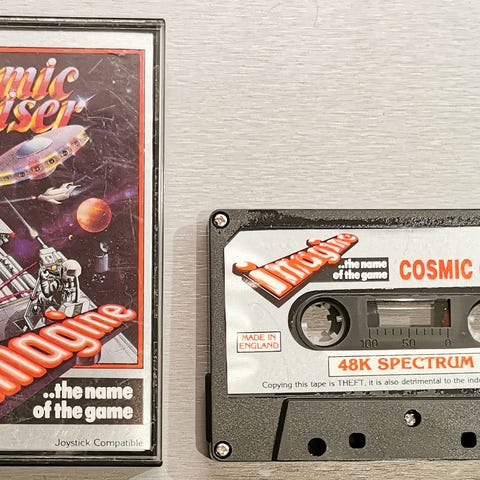 mic
iser
imagine
..the name
of the game
Joystick Compatible
imagine
..the name
of the game
COSMIC
MADE IN
ENGLAND
100 50 0
48K SPECTRUM
Copying this tape is THEFT, it is also detrimental to the ind